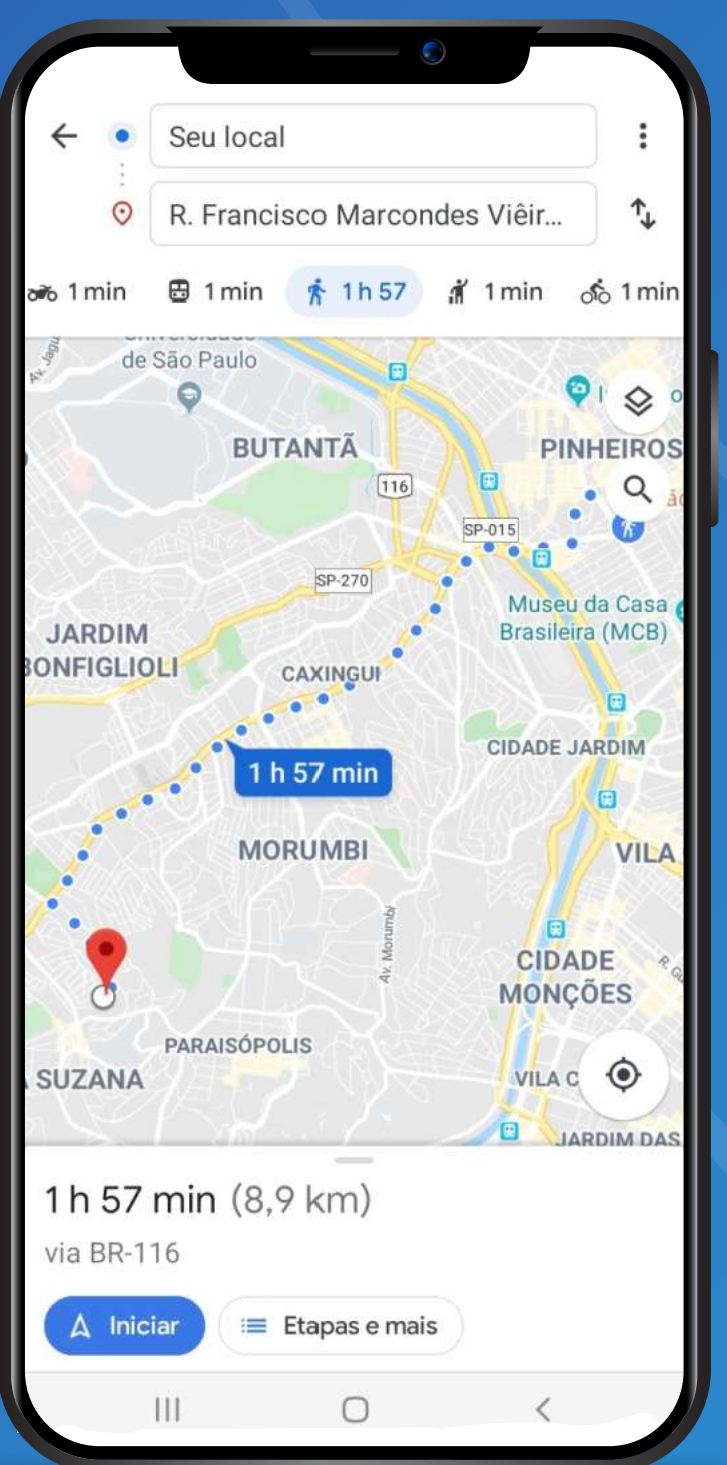 Seu local
R. Francisco Marcondes Viêir...
1 min
1 min
1 h 57
1 min
1 min
Av. Jagu
Universidade
de São Paulo
BUTANTÃ
PINHEIROS
116
SP-015
SP-270
Museu da Casa
Brasileira (MCB)
JARDIM
BONFIGLIOLI
CAXINGUI
CIDADE JARDIM
1 h 57 min
MORUMBI
VILA
Av. Morumbi
CIDADE
MONÇÕES
PARAISÓPOLIS
SUZANA
VILA C
JARDIM DAS
1 h 57 min (8,9 km)
via BR-116
Iniciar
Etapas e mais